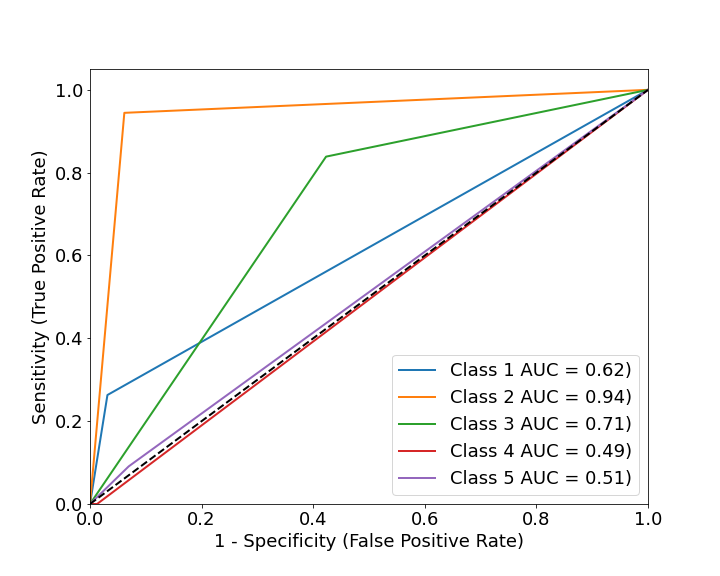 1.0
0.8
0.6
0.4
0.2
0.0
Sensitivity (True Positive Rate)
Class 1 AUC = 0.62)
Class 2 AUC = 0.94)
Class 3 AUC = 0.71)
Class 4 AUC = 0.49)
Class 5 AUC = 0.51)
0.0 0.2 0.4 0.6 0.8 1.0
1 - Specificity (False Positive Rate)